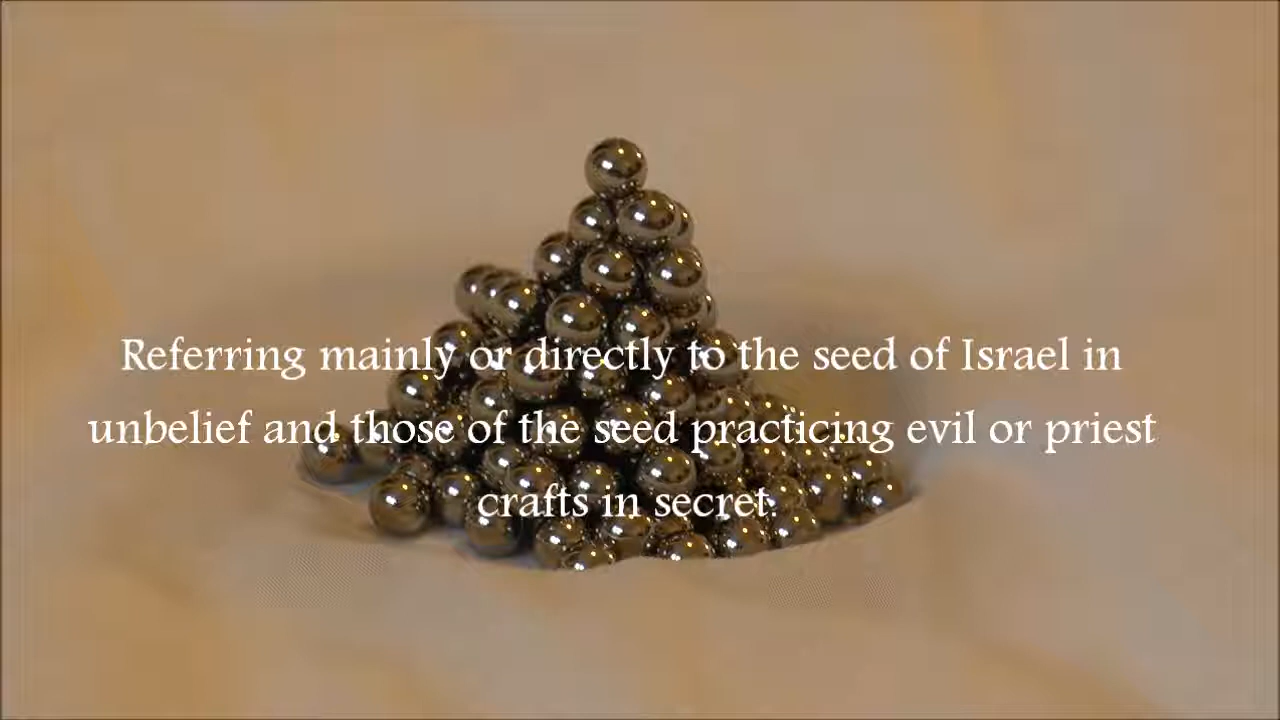 Referring mainly or directly to the seed of Israel in
unbelief and those of the seed practicing evil or priest
crafts in secret.